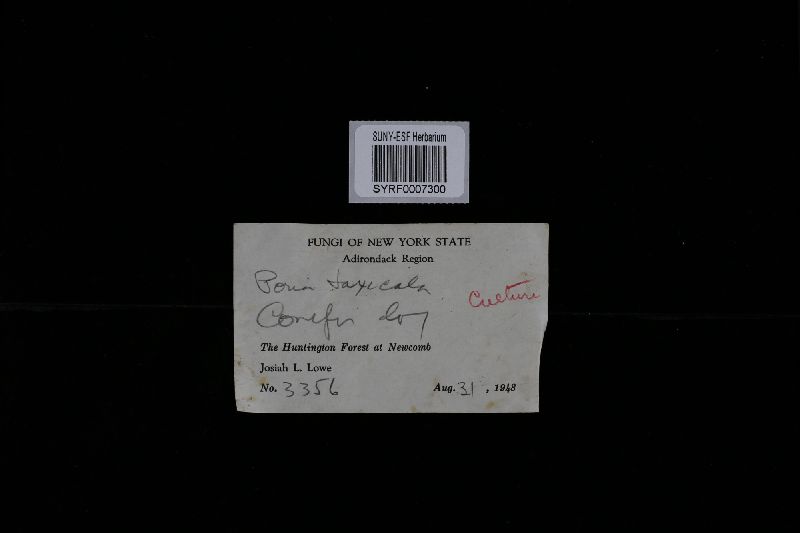 SUNY-ESF Herbarium
SYRF0007300
FUNGI OF NEW YORK STATE
Adirondack Region
Poria taxicola
Culture
Conifer log
The Huntington Forest at Newcomb
Josiah L. Lowe
No. 3356 Aug. 31, 1948